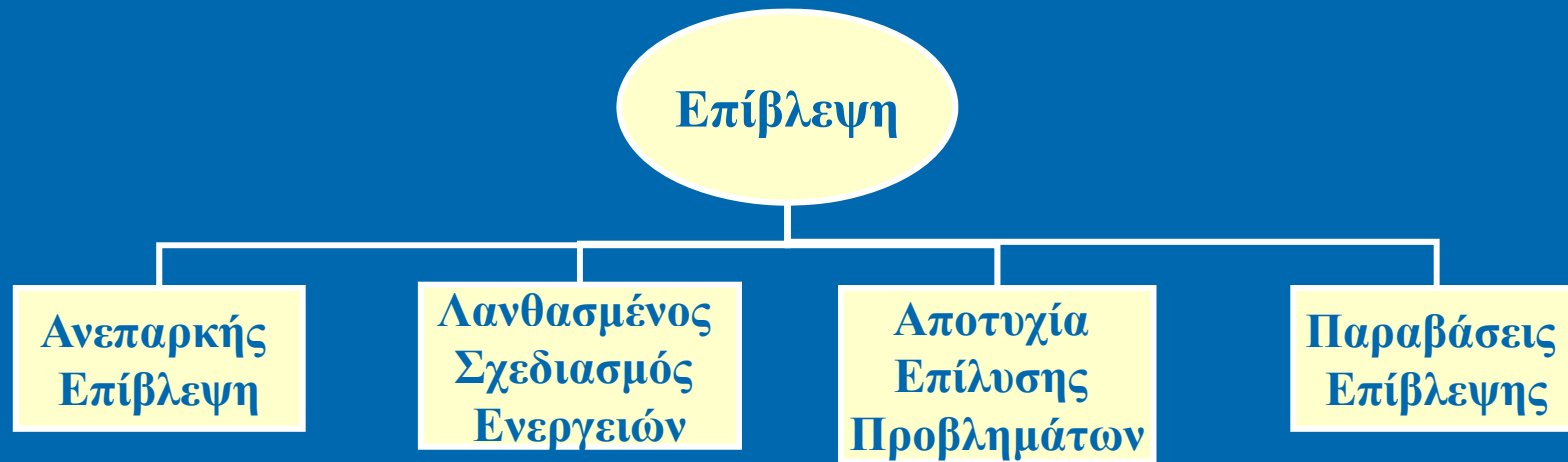 Επίβλεψη
Ανεπαρκής
Επίβλεψη
Λανθασμένος
Σχεδιασμός
Ενεργειών
Αποτυχία
Επίλυσης
Προβλημάτων
Παραβάσεις
Επίβλεψης